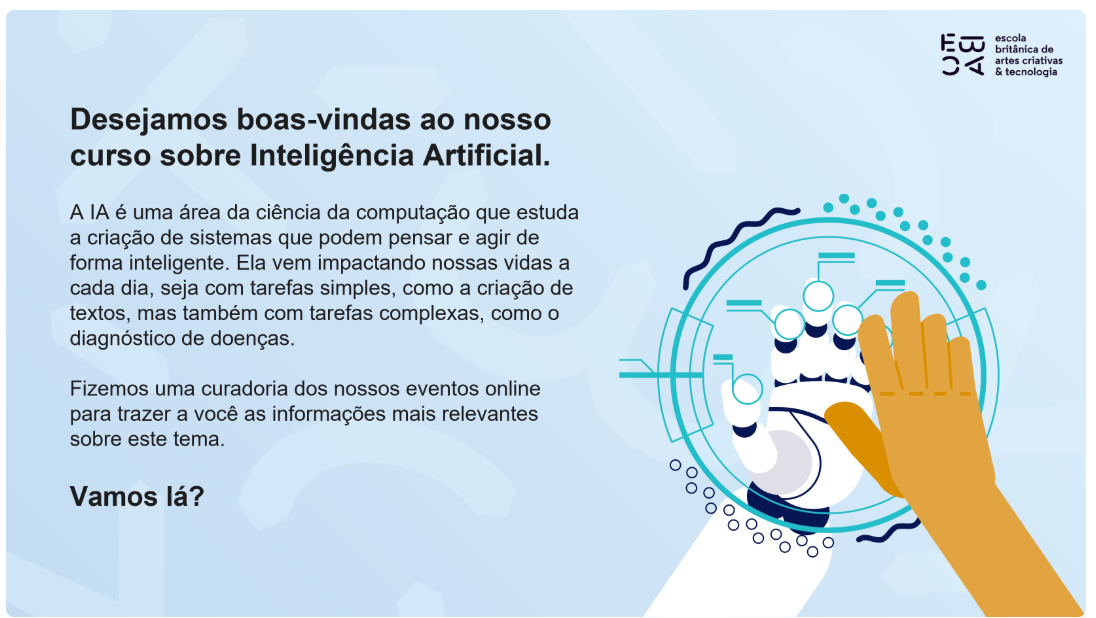 escola
britânica de
artes criativas
& tecnologia
Desejamos boas-vindas ao nosso
curso sobre Inteligência Artificial.
A IA é uma área da ciência da computação que estuda
a criação de sistemas que podem pensar e agir de
forma inteligente. Ela vem impactando nossas vidas a
cada dia, seja com tarefas simples, como a criação de
textos, mas também com tarefas complexas, como o
diagnóstico de doenças.
Fizemos uma curadoria dos nossos eventos online
para trazer a você as informações mais relevantes
sobre este tema.
Vamos lá?